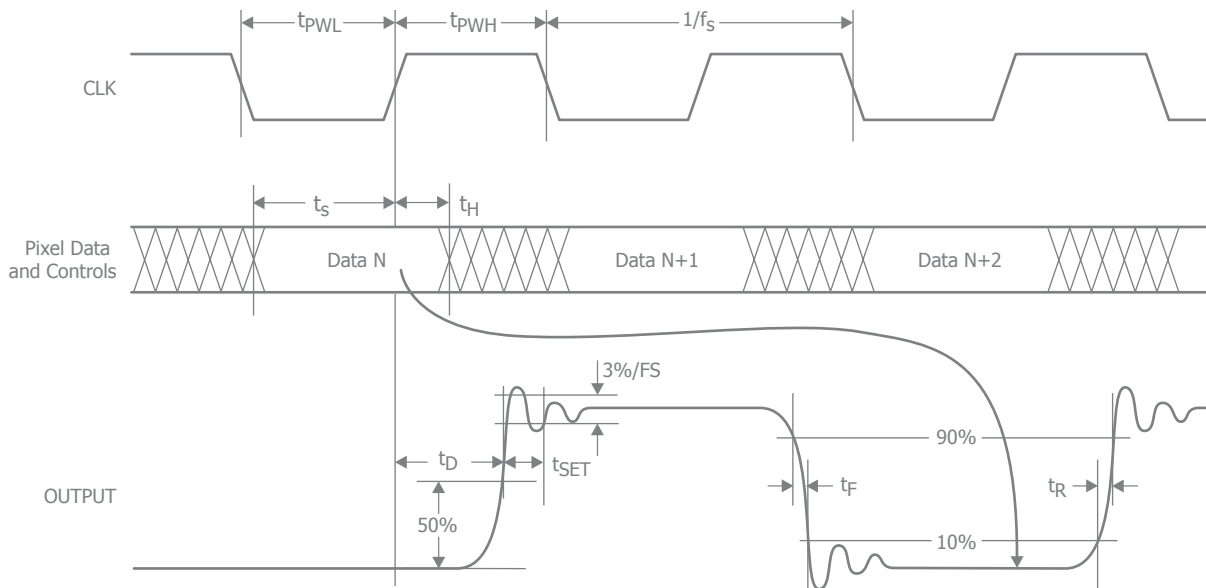 tPWL
tPWH
1/fs
CLK
ts
tH
Pixel Data
and Controls
Data N
Data N+1
Data N+2
3%/FS
90%
tD
tSET
tF
tR
OUTPUT
50%
10%